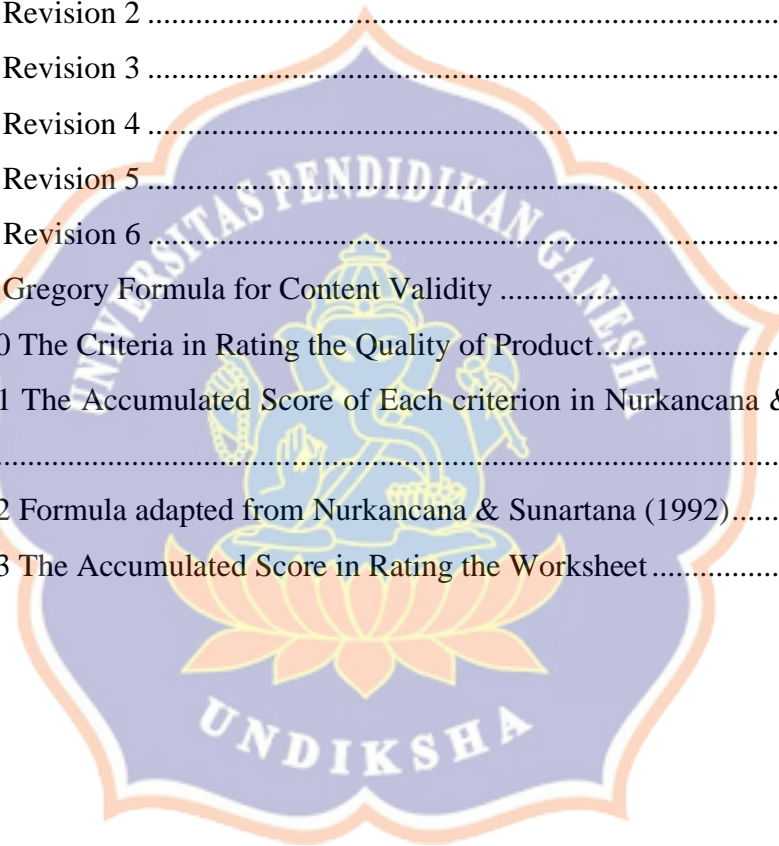 Revision 2 ...........................................................................
Revision 3 ...........................................................................
Revision 4 ...........................................................................
Revision 5 ...........................................................................
Revision 6 ...........................................................................
Gregory Formula for Content Validity .................................
0 The Criteria in Rating the Quality of Product......................
1 The Accumulated Score of Each criterion in Nurkancana &
...........................................................................................
2 Formula adapted from Nurkancana & Sunartana (1992)......
3 The Accumulated Score in Rating the Worksheet ...............
UNIVERSITAS PENDIDIKAN GANESHA
UNDIKSHA